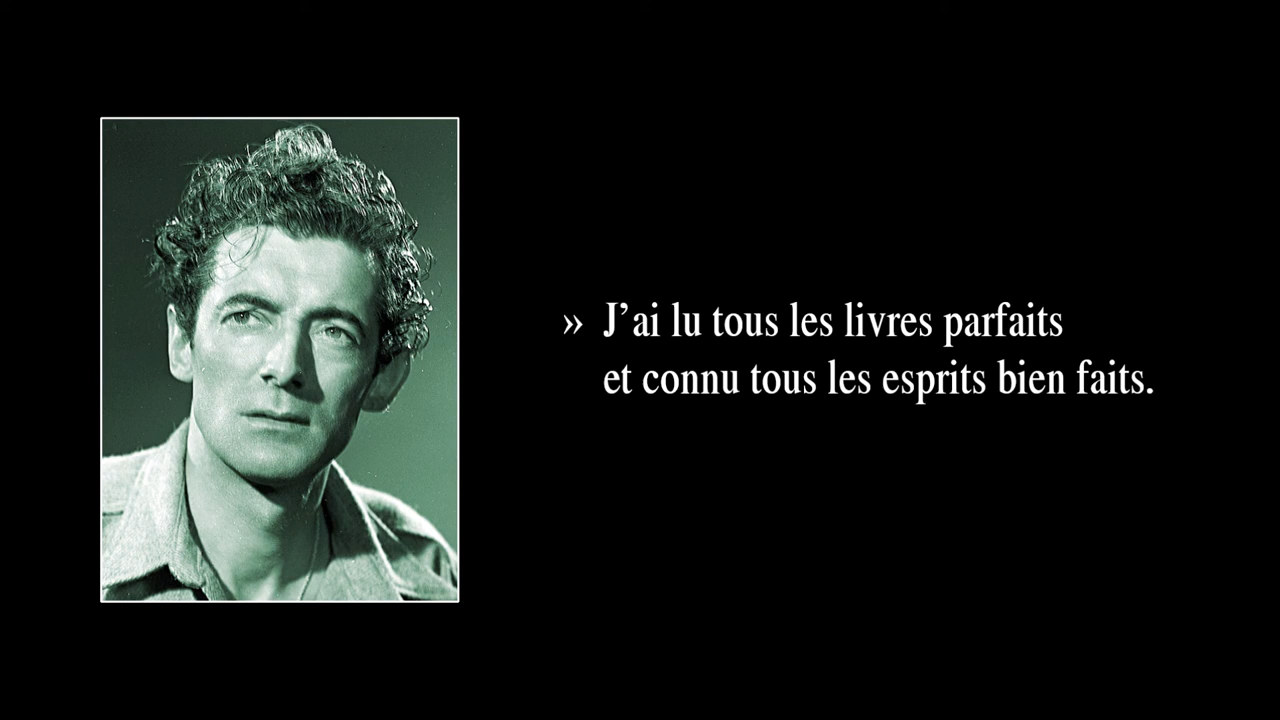 » J’ai lu tous les livres parfaits
et connu tous les esprits bien faits.